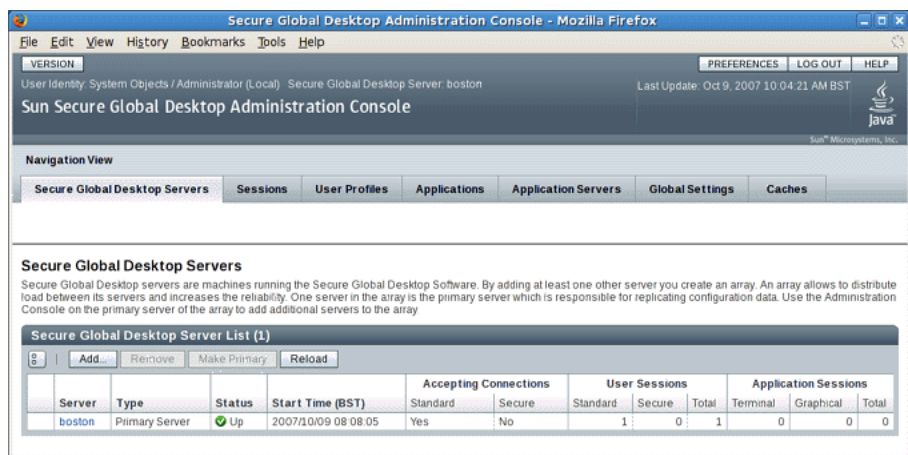 Secure Global Desktop Administration Console - Mozilla Firefox
File Edit View History Bookmarks Tools Help
VERSION PREFERENCES LOG OUT HELP
User Identity: System Objects / Administrator (Local) Secure Global Desktop Server: boston Last Update: Oct 9, 2007 10:04:21 AM BST
Sun Secure Global Desktop Administration Console
Java
Sun™ Microsystems, Inc.
Navigation View
Secure Global Desktop Servers Sessions User Profiles Applications Application Servers Global Settings Caches
Secure Global Desktop Servers
Secure Global Desktop servers are machines running the Secure Global Desktop Software. By adding at least one other server you create an array. An array allows to distribute
load between its servers and increases the reliability. One server in the array is the primary server which is responsible for replicating configuration data. Use the Administration
Console on the primary server of the array to add additional servers to the array
Secure Global Desktop Server List (1)
Add... Remove Make Primary Reload
Accepting Connections User Sessions Application Sessions
Server Type Status Start Time (BST) Standard Secure Standard Secure Total Terminal Graphical Total
boston Primary Server Up 2007/10/09 08:08:05 Yes No 1 0 1 0 0 0